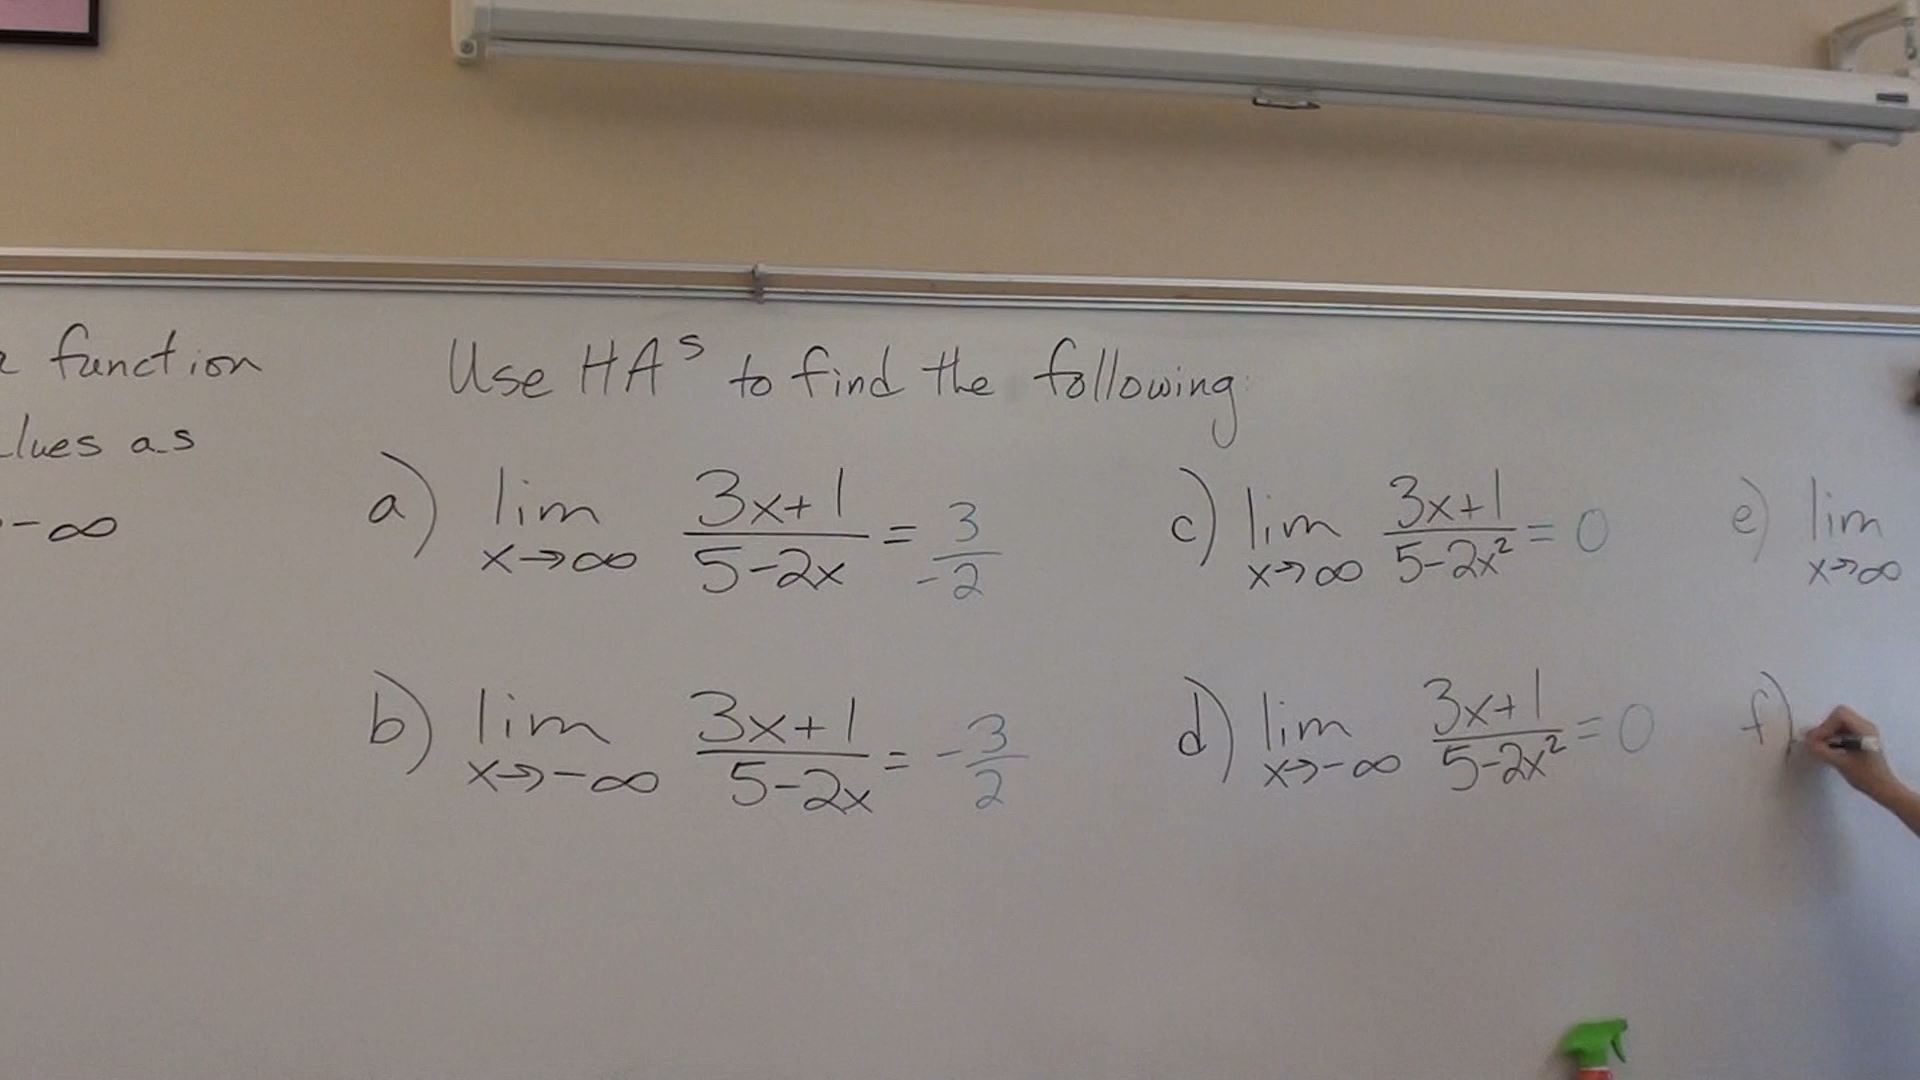 function
lues as
-∞
Use HAˢ to find the following:
a) lim x→∞ (3x+1)/(5-2x) = 3/-2
b) lim x→-∞ (3x+1)/(5-2x) = -3/2
c) lim x→∞ (3x+1)/(5-2x²) = 0
d) lim x→-∞ (3x+1)/(5-2x²) = 0
e) lim x→∞
f)